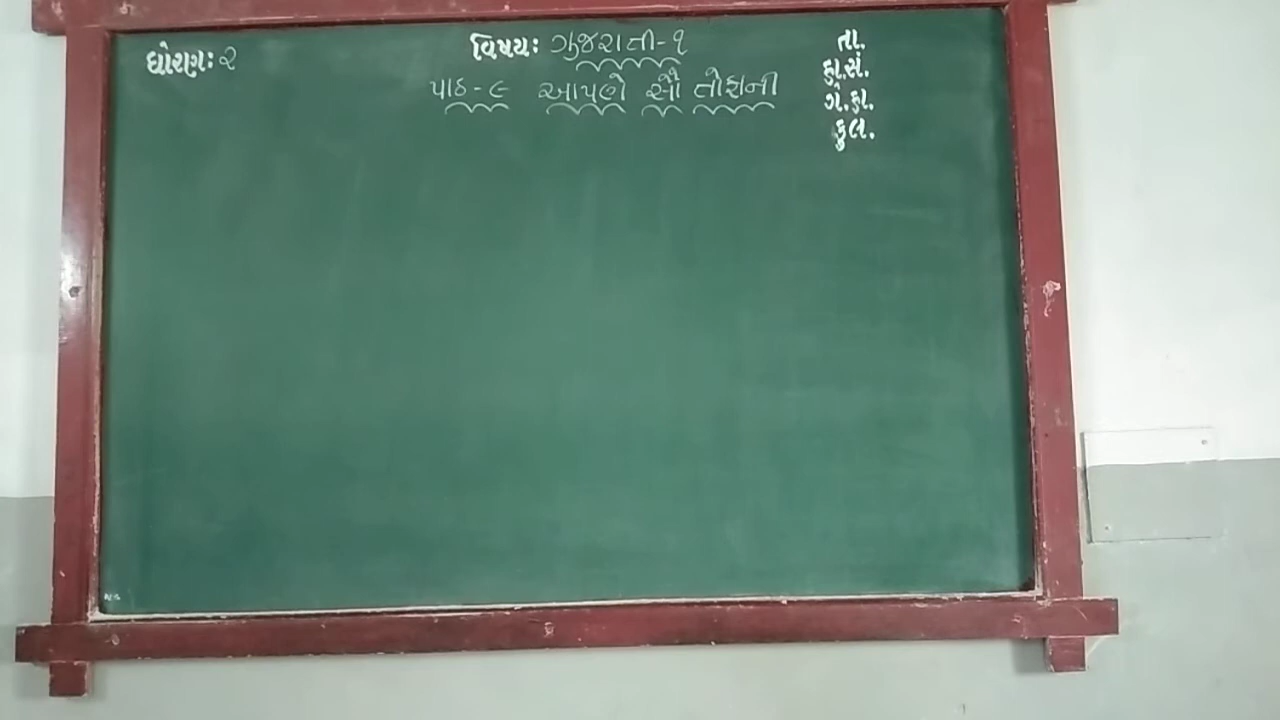 ધોરણઃ ૨
વિષયઃ ગુજરાતી-૧
પાઠ-૯ આપણે સૌ તોફાની
તા.
હા.સં.
ગે.હા.
કુલ.